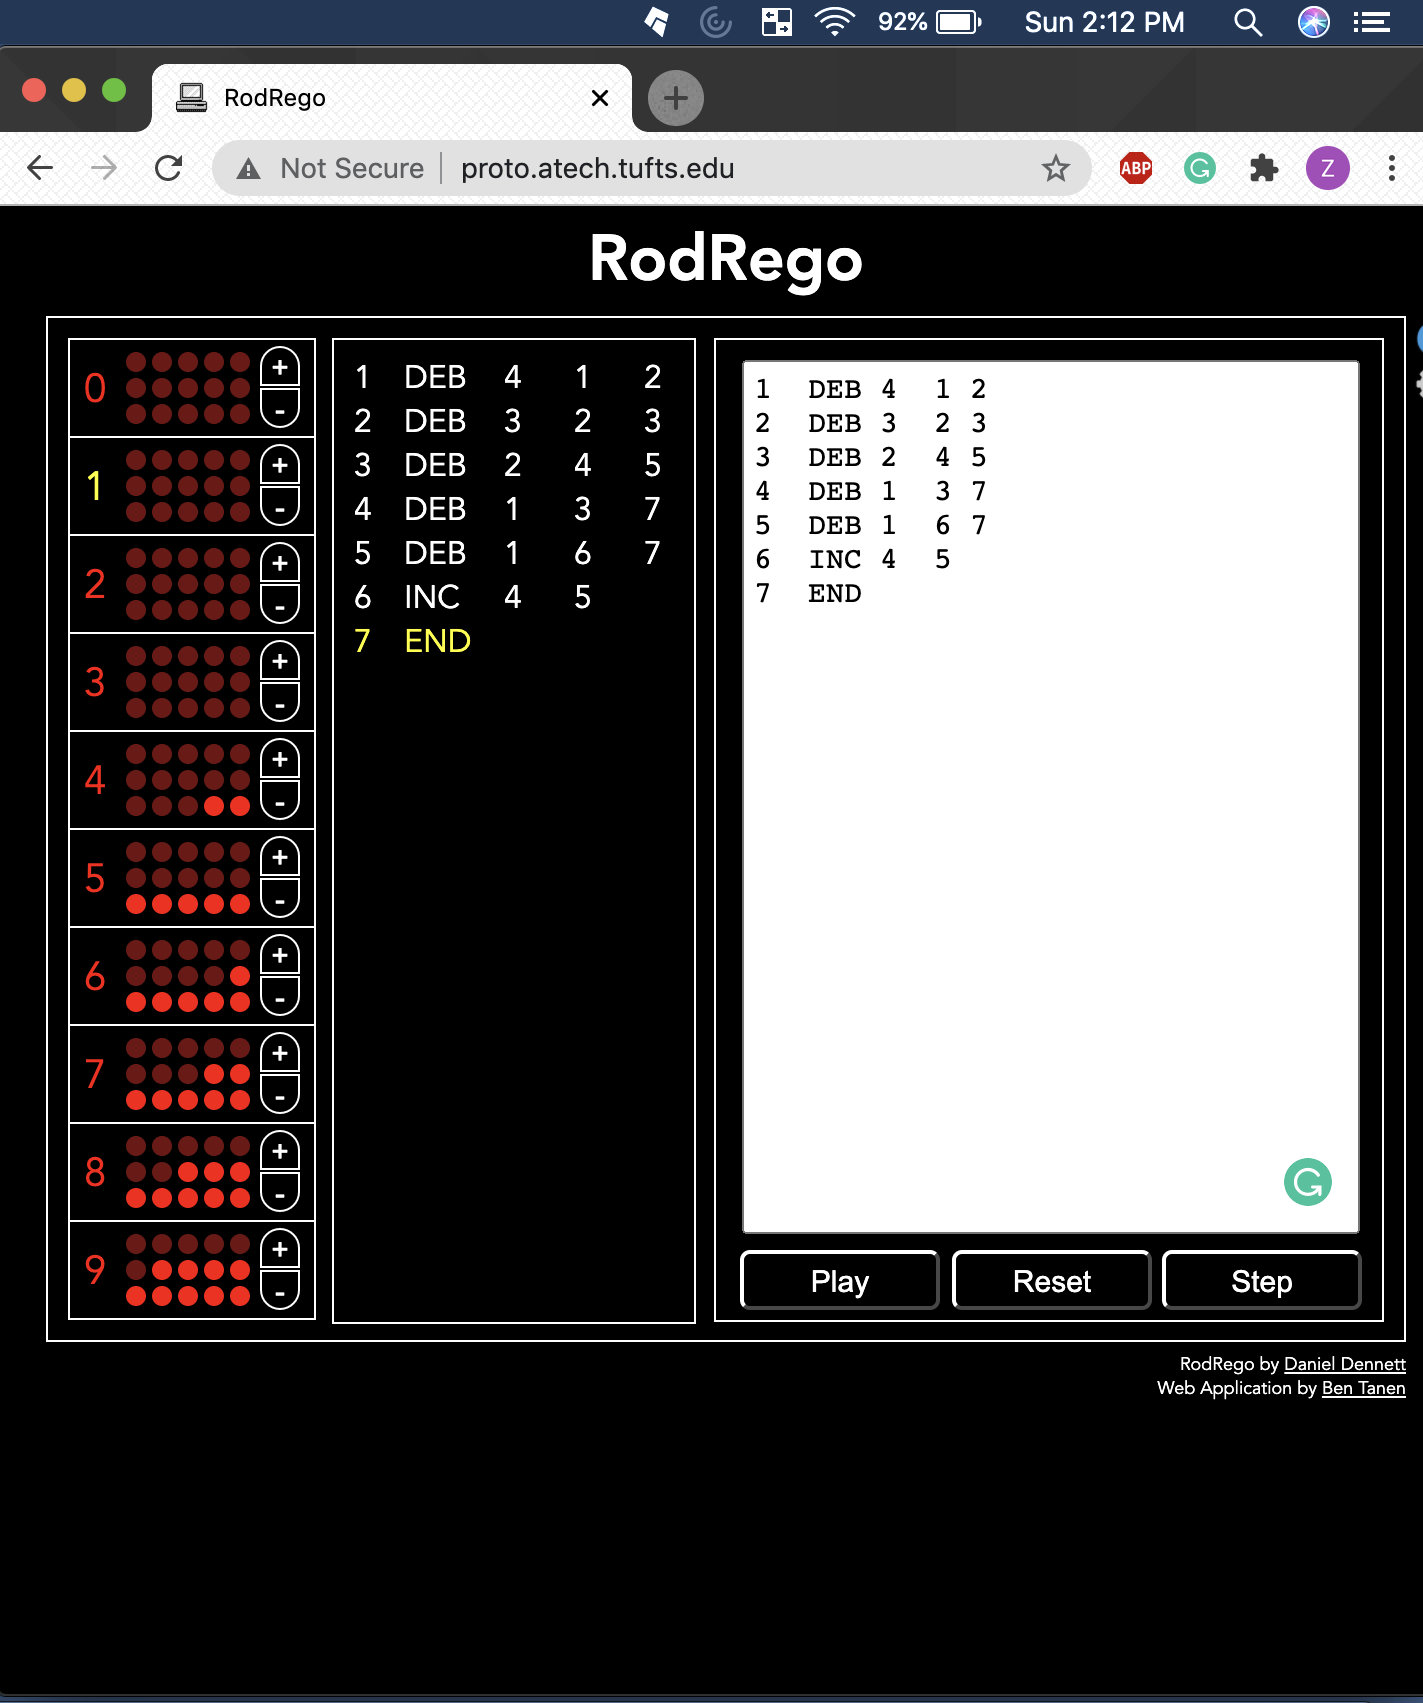 92% Sun 2:12 PM
RodRego
Not Secure proto.atech.tufts.edu ABP G Z
RodRego
0 + -
1 + -
2 + -
3 + -
4 + -
5 + -
6 + -
7 + -
8 + -
9 + -
1 DEB 4 1 2
2 DEB 3 2 3
3 DEB 2 4 5
4 DEB 1 3 7
5 DEB 1 6 7
6 INC 4 5
7 END
1 DEB 4 1 2
2 DEB 3 2 3
3 DEB 2 4 5
4 DEB 1 3 7
5 DEB 1 6 7
6 INC 4 5
7 END
G
Play Reset Step
RodRego by Daniel Dennett
Web Application by Ben Tanen